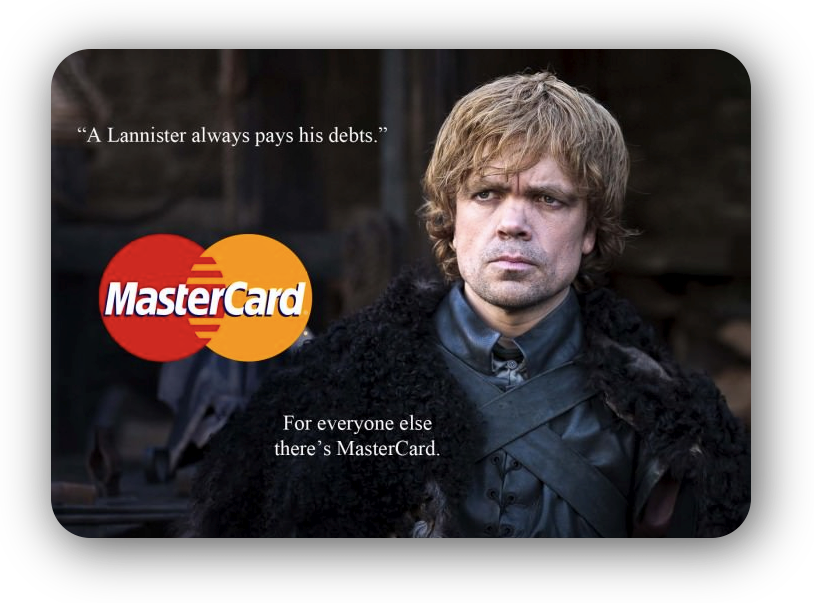 “A Lannister always pays his debts.”
MasterCard
For everyone else
there’s MasterCard.